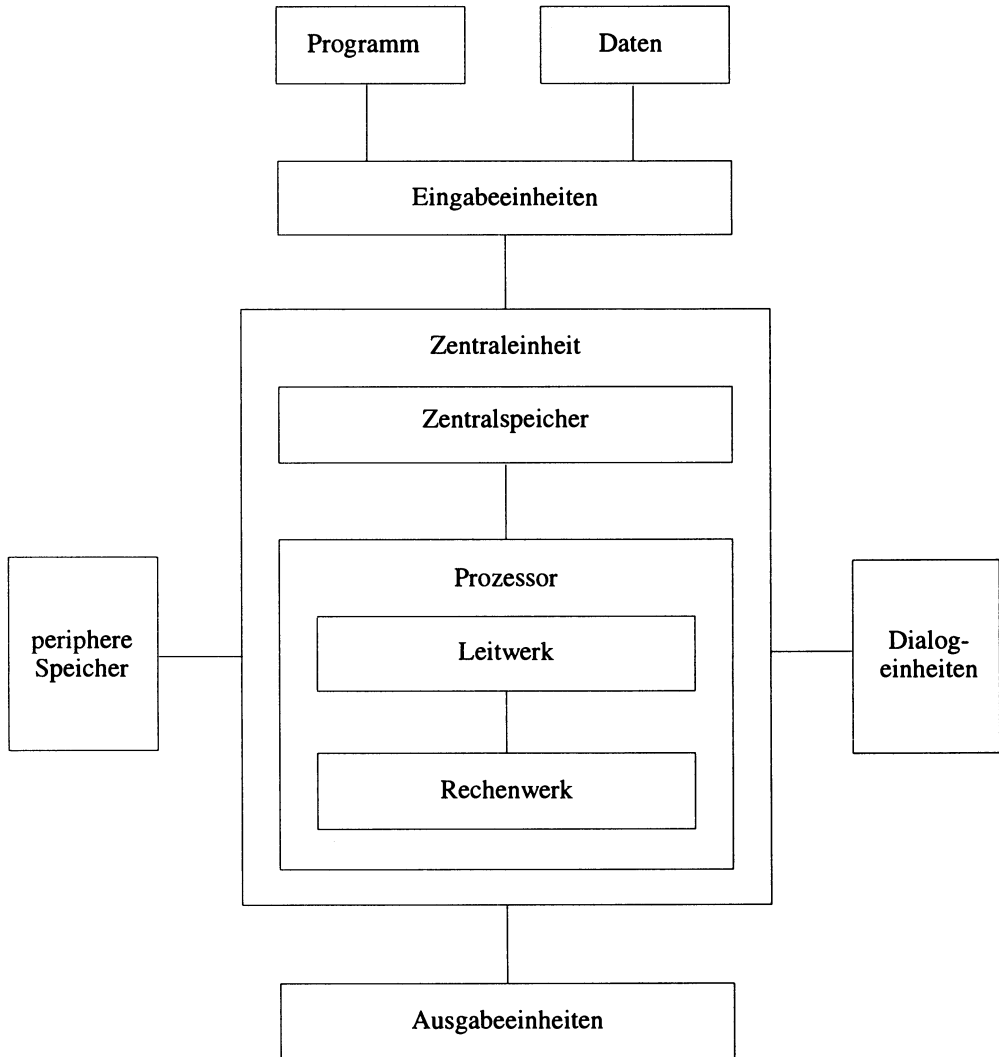 Programm
Daten
Eingabeeinheiten
Zentraleinheit
Zentralspeicher
Prozessor
periphere
Speicher
Leitwerk
Dialog-
einheiten
Rechenwerk
Ausgabeeinheiten